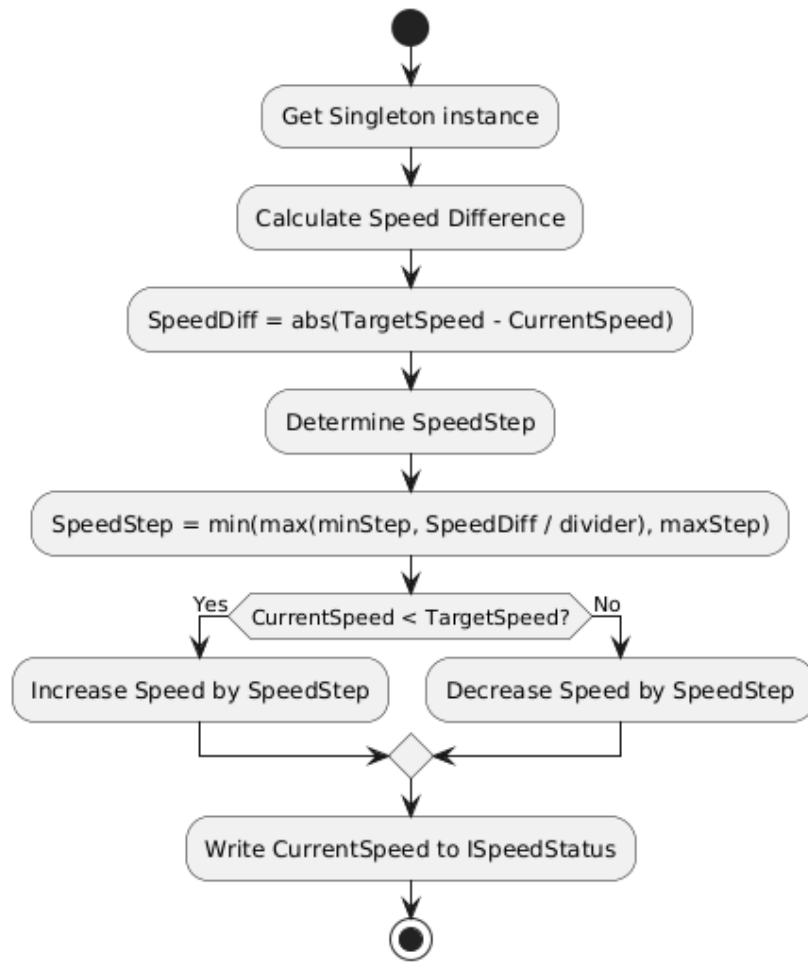 Get Singleton instance
Calculate Speed Difference
SpeedDiff = abs(TargetSpeed - CurrentSpeed)
Determine SpeedStep
SpeedStep = min(max(minStep, SpeedDiff / divider), maxStep)
Yes
CurrentSpeed < TargetSpeed?
No
Increase Speed by SpeedStep
Decrease Speed by SpeedStep
Write CurrentSpeed to ISpeedStatus